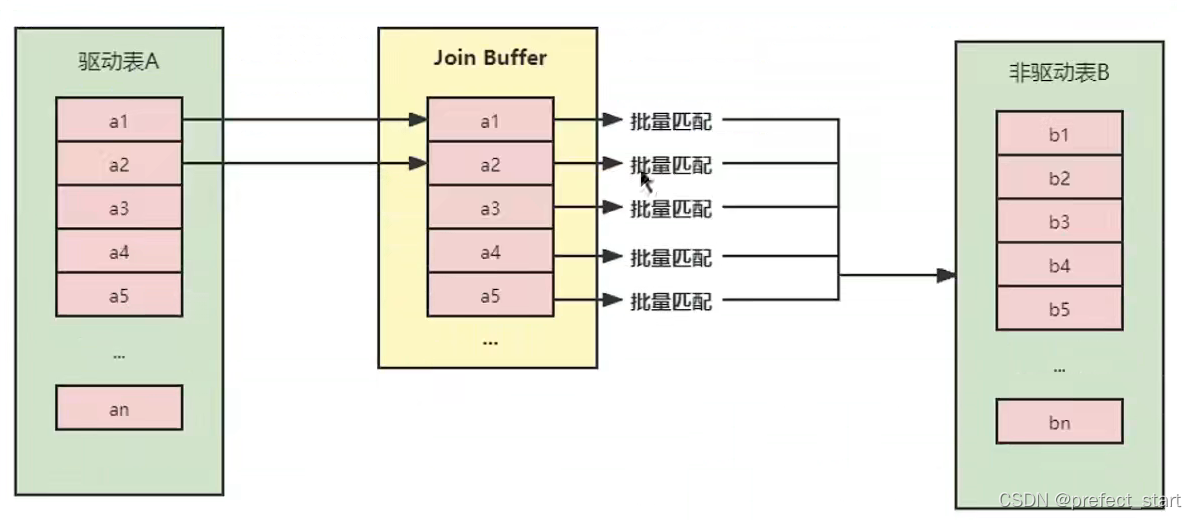 驱动表A
a1
a2
a3
a4
a5
...
an
Join Buffer
a1
a2
a3
a4
a5
...
批量匹配
批量匹配
批量匹配
批量匹配
批量匹配
非驱动表B
b1
b2
b3
b4
b5
...
bn
CSDN @prefect_start